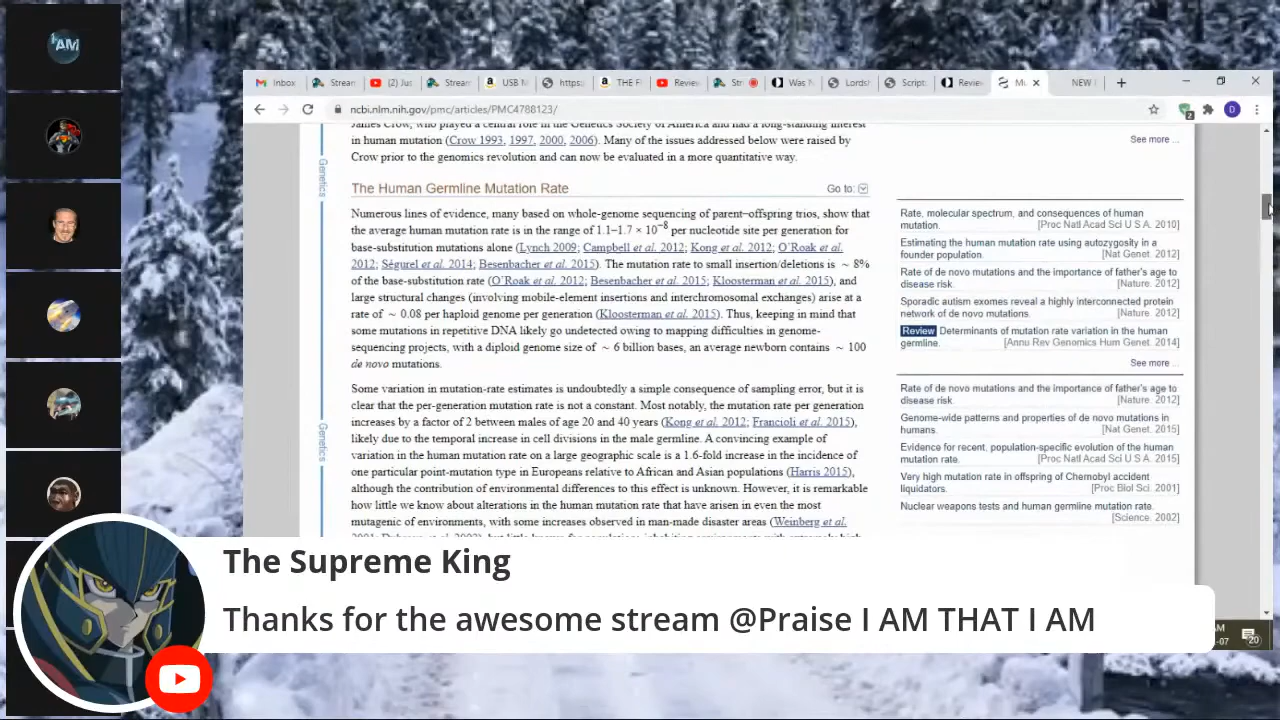 AM
Inbox
Stream
(2) Jus
Stream
USB M
https:
THE F
Review
Str
Was N
Lords!
Script:
Review
Mu
NEW I
ncbi.nlm.nih.gov/pmc/articles/PMC4788123/
D
2
James Crow, who played a central role in the Genetics Society of America and had a long-standing interest
in human mutation (Crow 1993, 1997, 2000, 2006). Many of the issues addressed below were raised by
Crow prior to the genomics revolution and can now be evaluated in a more quantitative way.
See more ...
Genetics
The Human Germline Mutation Rate
Go to:
Numerous lines of evidence, many based on whole-genome sequencing of parent–offspring trios, show that
the average human mutation rate is in the range of 1.1–1.7 × 10⁻⁸ per nucleotide site per generation for
base-substitution mutations alone (Lynch 2009; Campbell et al. 2012; Kong et al. 2012; O’Roak et al.
2012; Ségurel et al. 2014; Besenbacher et al. 2015). The mutation rate to small insertion/deletions is ∼ 8%
of the base-substitution rate (O’Roak et al. 2012; Besenbacher et al. 2015; Kloosterman et al. 2015), and
large structural changes (involving mobile-element insertions and interchromosomal exchanges) arise at a
rate of ∼ 0.08 per haploid genome per generation (Kloosterman et al. 2015). Thus, keeping in mind that
some mutations in repetitive DNA likely go undetected owing to mapping difficulties in genome-
sequencing projects, with a diploid genome size of ∼ 6 billion bases, an average newborn contains ∼ 100
de novo mutations.
Some variation in mutation-rate estimates is undoubtedly a simple consequence of sampling error, but it is
clear that the per-generation mutation rate is not a constant. Most notably, the mutation rate per generation
increases by a factor of 2 between males of age 20 and 40 years (Kong et al. 2012; Francioli et al. 2015),
likely due to the temporal increase in cell divisions in the male germline. A convincing example of
variation in the human mutation rate on a large geographic scale is a 1.6-fold increase in the incidence of
one particular point-mutation type in Europeans relative to African and Asian populations (Harris 2015),
although the contribution of environmental differences to this effect is unknown. However, it is remarkable
how little we know about alterations in the human mutation rate that have arisen in even the most
mutagenic of environments, with some increases observed in man-made disaster areas (Weinberg et al.
Genetics
Rate, molecular spectrum, and consequences of human
mutation. [Proc Natl Acad Sci U S A. 2010]
Estimating the human mutation rate using autozygosity in a
founder population. [Nat Genet. 2012]
Rate of de novo mutations and the importance of father's age to
disease risk. [Nature. 2012]
Sporadic autism exomes reveal a highly interconnected protein
network of de novo mutations. [Nature. 2012]
Review Determinants of mutation rate variation in the human
germline. [Annu Rev Genomics Hum Genet. 2014]
See more ...
Rate of de novo mutations and the importance of father's age to
disease risk. [Nature. 2012]
Genome-wide patterns and properties of de novo mutations in
humans. [Nat Genet. 2015]
Evidence for recent, population-specific evolution of the human
mutation rate. [Proc Natl Acad Sci U S A. 2015]
Very high mutation rate in offspring of Chernobyl accident
liquidators. [Proc Biol Sci. 2001]
Nuclear weapons tests and human germline mutation rate.
[Science. 2002]
The Supreme King
Thanks for the awesome stream @Praise I AM THAT I AM
AM
-07
20